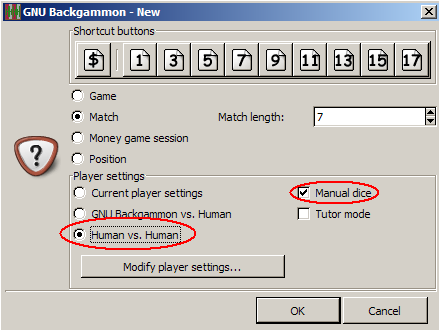 GNU Backgammon - New
Shortcut buttons
$ 1 3 5 7 9 11 13 15 17
Game
Match Match length: 7
Money game session
Position
?
Player settings
Current player settings Manual dice
GNU Backgammon vs. Human Tutor mode
Human vs. Human
Modify player settings...
OK Cancel